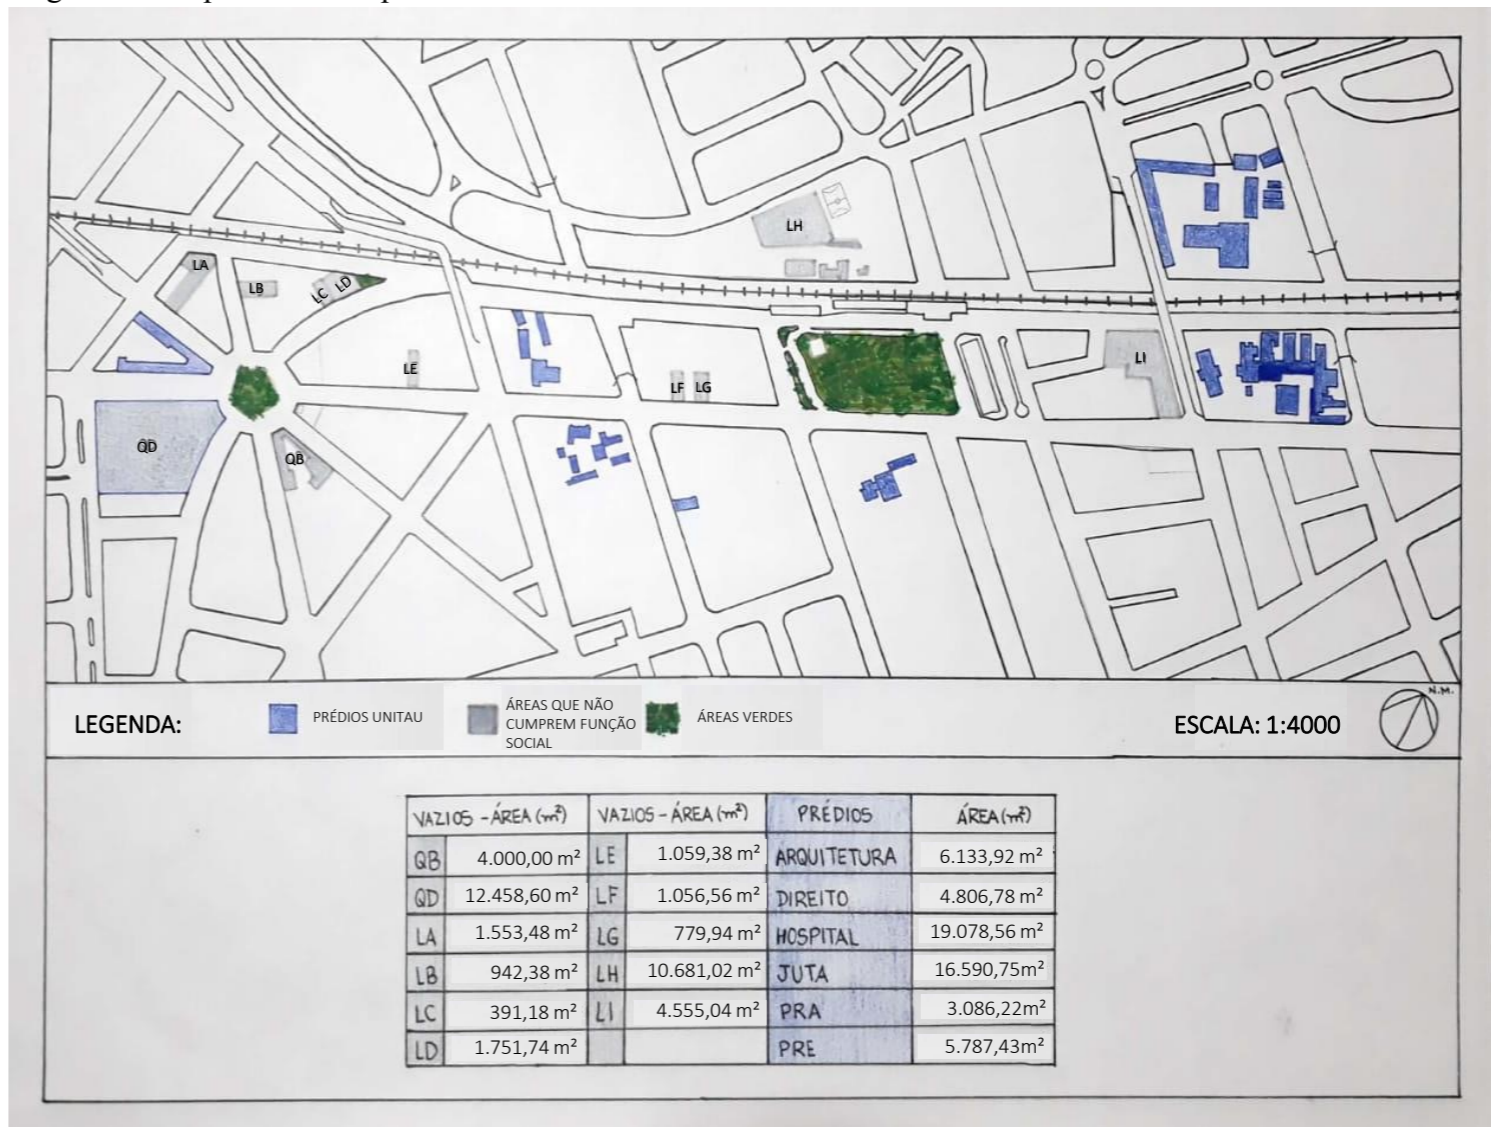 LH
LA
LB
LC
LD
LE
LI
LF
LG
QD
QB
LEGENDA:
PRÉDIOS UNITAU
ÁREAS QUE NÃO
CUMPREM FUNÇÃO
SOCIAL
ÁREAS VERDES
ESCALA: 1:4000
N.M.
VAZIOS - ÁREA (m²) VAZIOS - ÁREA (m²) PRÉDIOS ÁREA (m²)
QB 4.000,00 m² LE 1.059,38 m² ARQUITETURA 6.133,92 m²
QD 12.458,60 m² LF 1.056,56 m² DIREITO 4.806,78 m²
LA 1.553,48 m² LG 779,94 m² HOSPITAL 19.078,56 m²
LB 942,38 m² LH 10.681,02 m² JUTA 16.590,75m²
LC 391,18 m² LI 4.555,04 m² PRA 3.086,22m²
LD 1.751,74 m² PRE 5.787,43m²